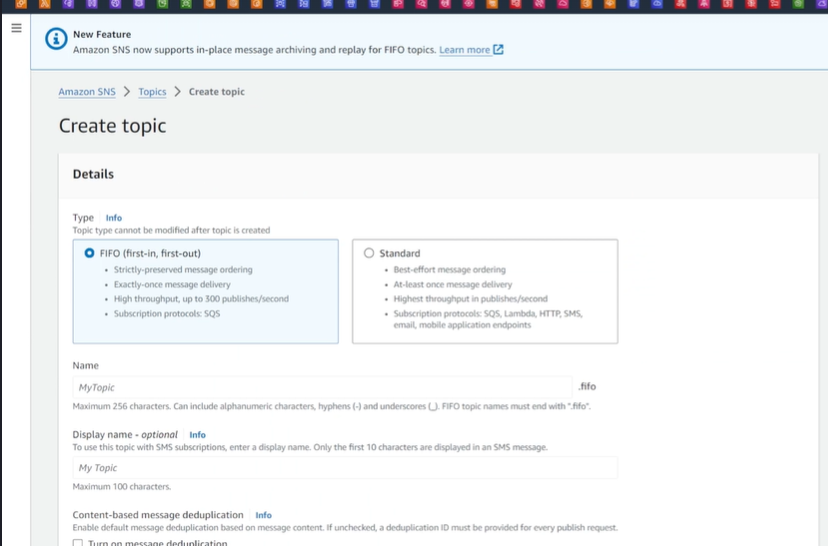 New Feature
Amazon SNS now supports in-place message archiving and replay for FIFO topics. Learn more
Amazon SNS > Topics > Create topic
Create topic
Details
Type Info
Topic type cannot be modified after topic is created
FIFO (first-in, first-out)
• Strictly-preserved message ordering
• Exactly-once message delivery
• High throughput, up to 300 publishes/second
• Subscription protocols: SQS
Standard
• Best-effort message ordering
• At-least once message delivery
• Highest throughput in publishes/second
• Subscription protocols: SQS, Lambda, HTTP, SMS,
email, mobile application endpoints
Name
MyTopic
.fifo
Maximum 256 characters. Can include alphanumeric characters, hyphens (-) and underscores (_). FIFO topic names must end with ".fifo".
Display name - optional Info
To use this topic with SMS subscriptions, enter a display name. Only the first 10 characters are displayed in an SMS message.
My Topic
Maximum 100 characters.
Content-based message deduplication Info
Enable default message deduplication based on message content. If unchecked, a deduplication ID must be provided for every publish request.
Turn on message deduplication